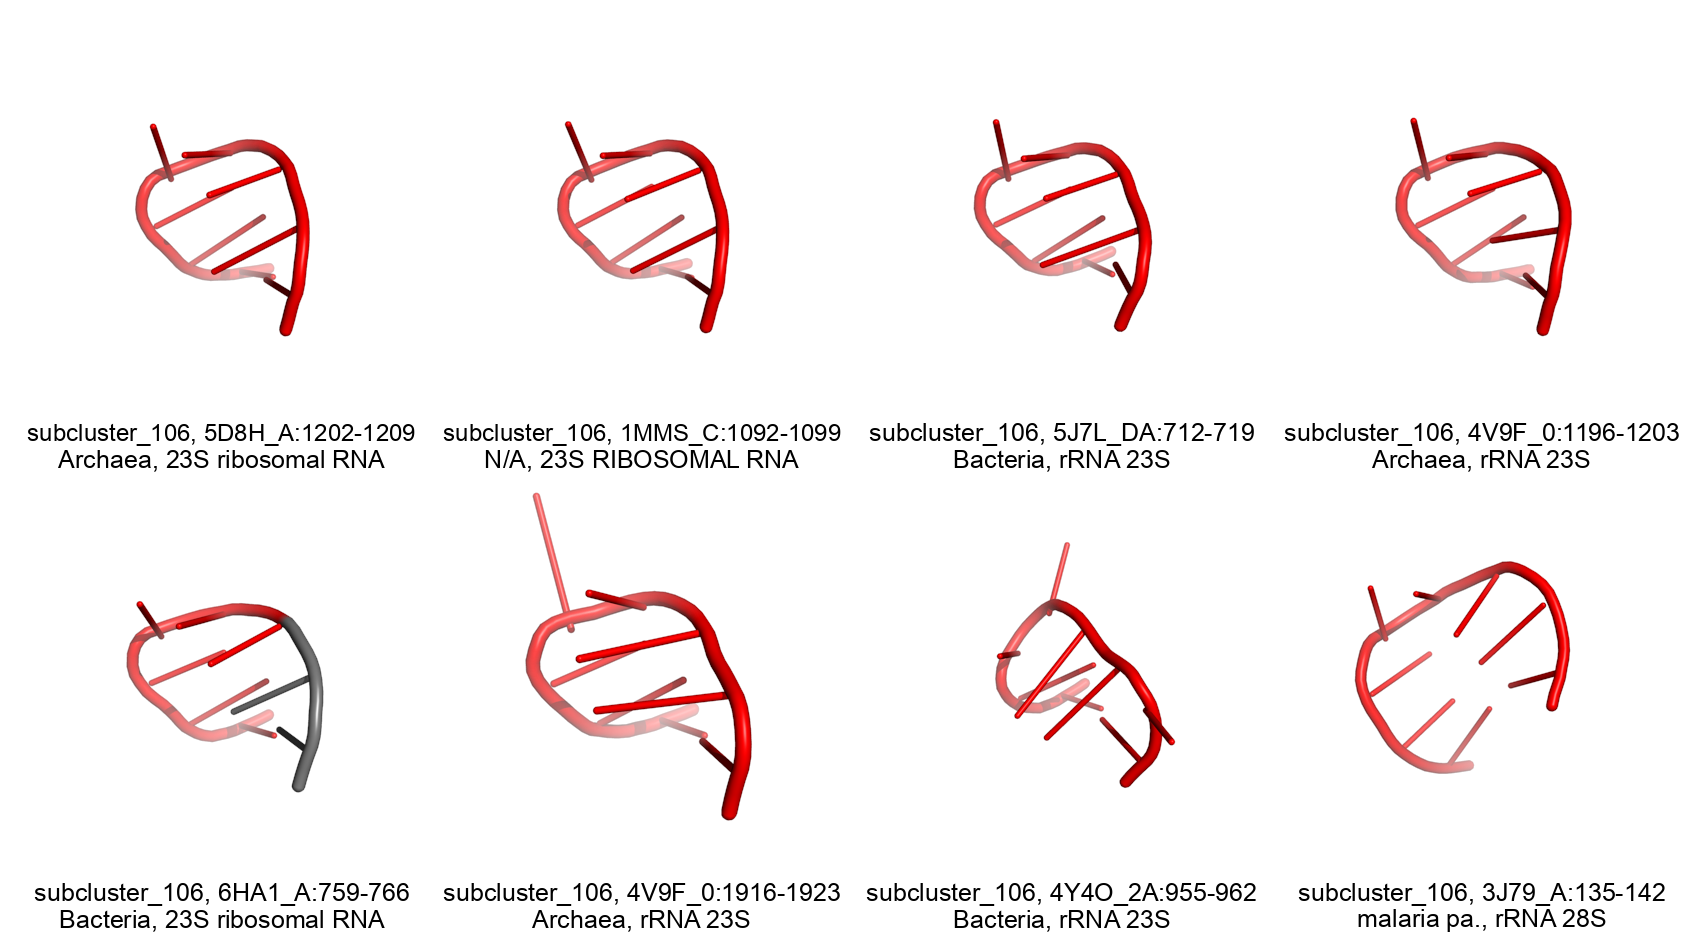 subcluster_106, 5D8H_A:1202-1209
Archaea, 23S ribosomal RNA
subcluster_106, 1MMS_C:1092-1099
N/A, 23S RIBOSOMAL RNA
subcluster_106, 5J7L_DA:712-719
Bacteria, rRNA 23S
subcluster_106, 4V9F_0:1196-1203
Archaea, rRNA 23S
subcluster_106, 6HA1_A:759-766
Bacteria, 23S ribosomal RNA
subcluster_106, 4V9F_0:1916-1923
Archaea, rRNA 23S
subcluster_106, 4Y4O_2A:955-962
Bacteria, rRNA 23S
subcluster_106, 3J79_A:135-142
malaria pa., rRNA 28S